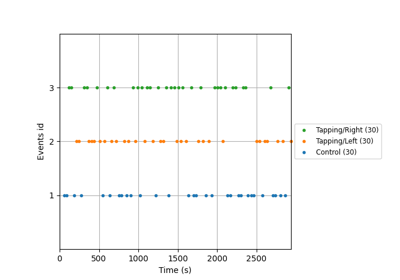 3
2
1
Events id
0 500 1000 1500 2000 2500
Time (s)
Tapping/Right (30)
Tapping/Left (30)
Control (30)